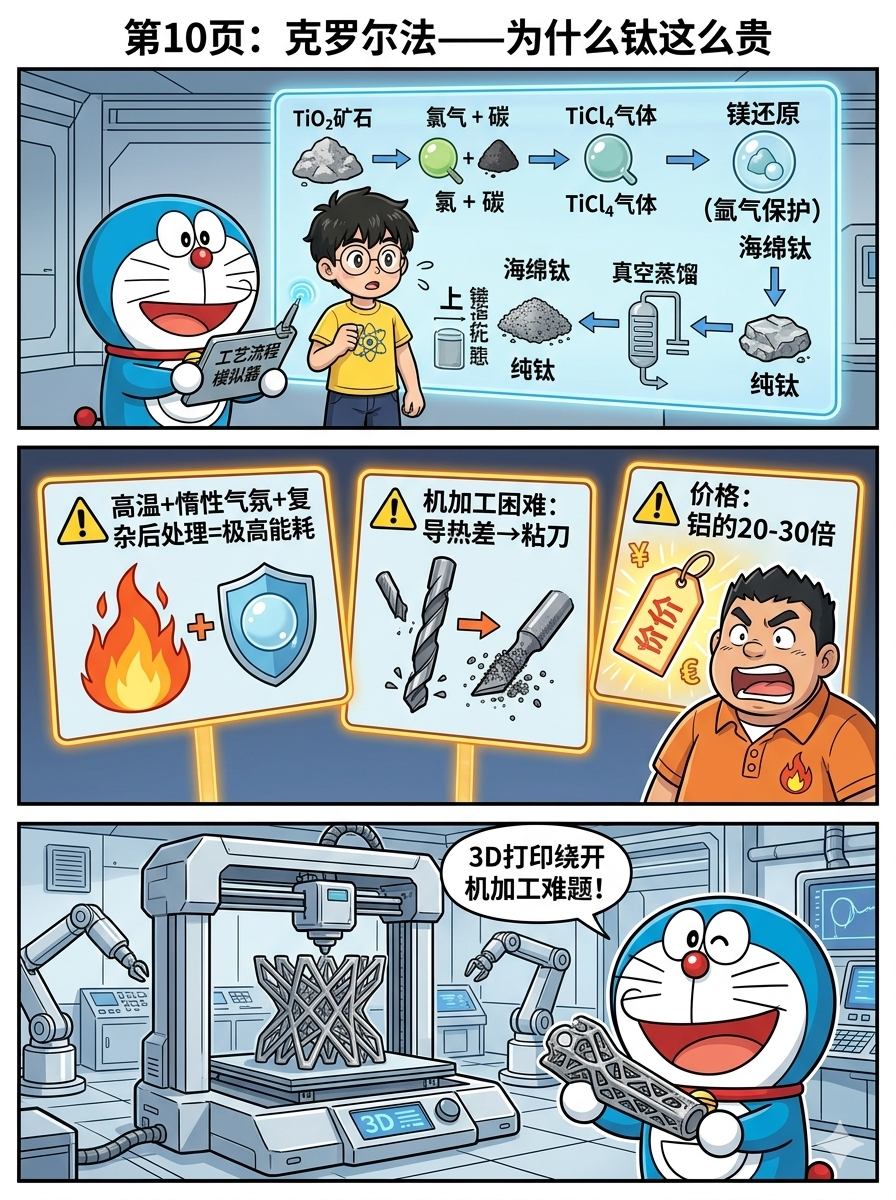 第10页：克罗尔法——为什么钛这么贵
TiO₂矿石
氯气 + 碳
TiCl₄气体
镁还原
+
氯 + 碳
TiCl₄气体
(氩气保护)
海绵钛
海绵钛
真空蒸馏
上
纯钛
纯钛
工艺流程
模拟器
高温+惰性气氛+复
杂后处理=极高能耗
+
机加工困难：
导热差→粘刀
价格：
铝的20-30倍
¥
价价
€
3D打印绕开
机加工难题！
3D